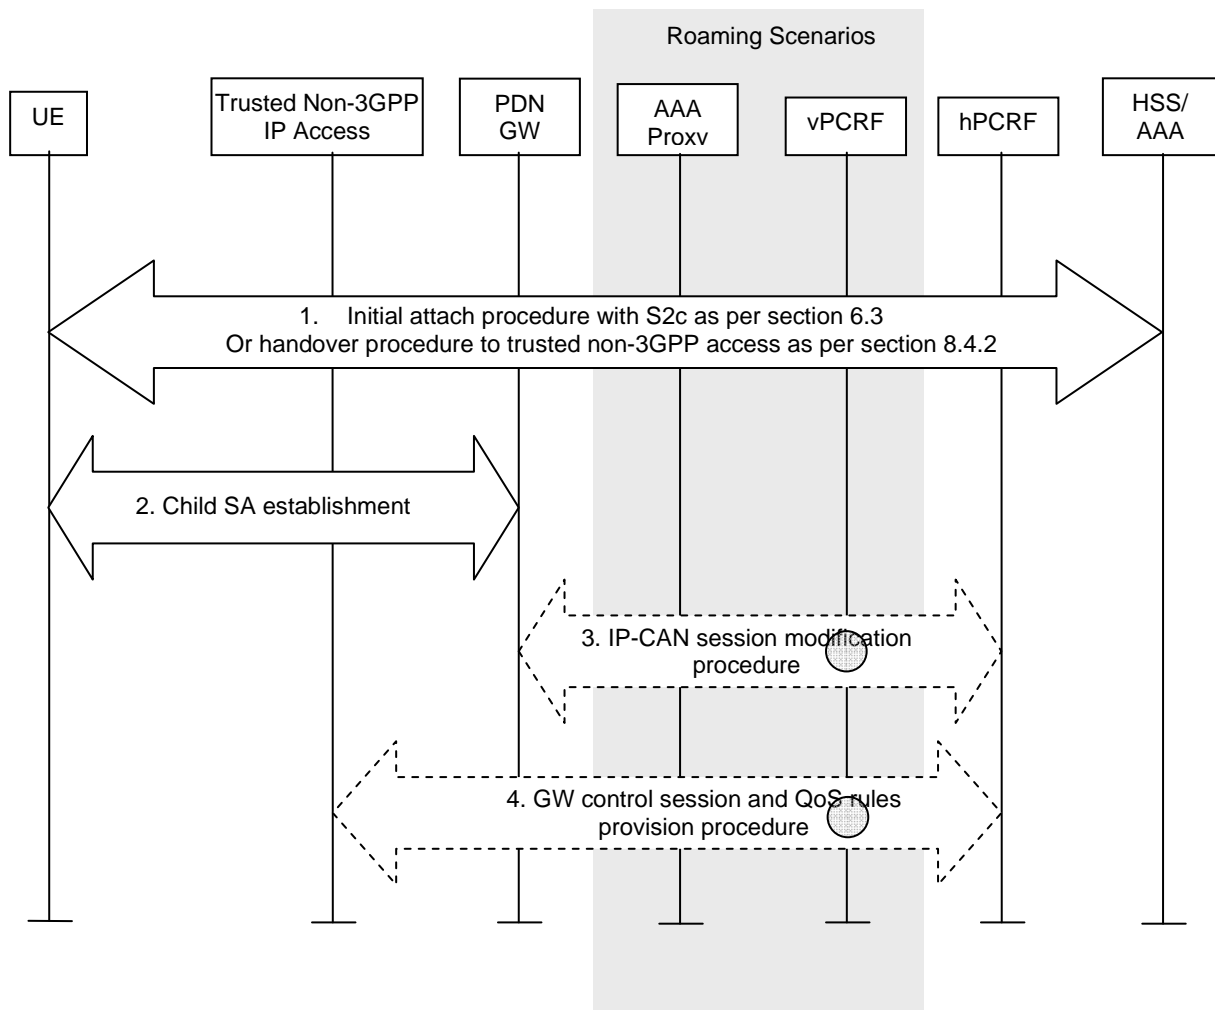 Roaming Scenarios
UE
Trusted Non-3GPP
IP Access
PDN
GW
AAA
Proxv
vPCRF
hPCRF
HSS/
AAA
1. Initial attach procedure with S2c as per section 6.3
Or handover procedure to trusted non-3GPP access as per section 8.4.2
2. Child SA establishment
3. IP-CAN session modification
procedure
4. GW control session and QoS rules
provision procedure